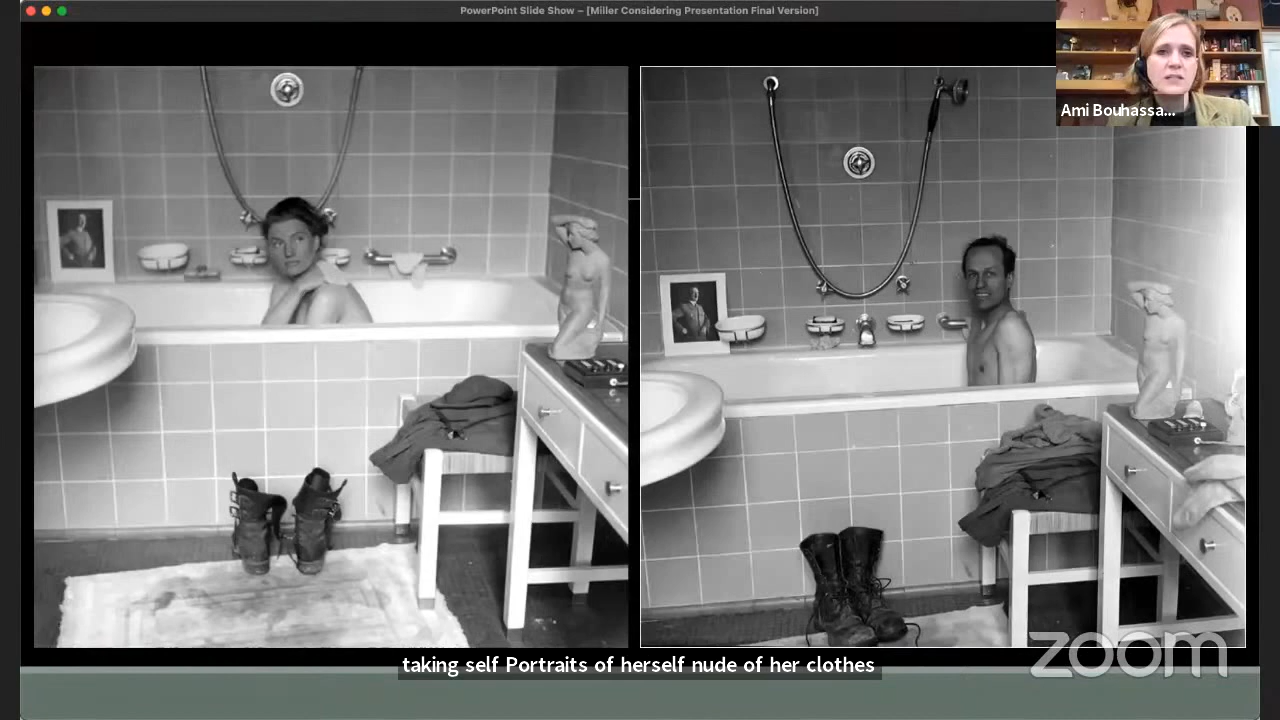 PowerPoint Slide Show – [Miller Considering Presentation Final Version]
Ami Bouhassa...
taking self Portraits of herself nude of her clothes
zoom